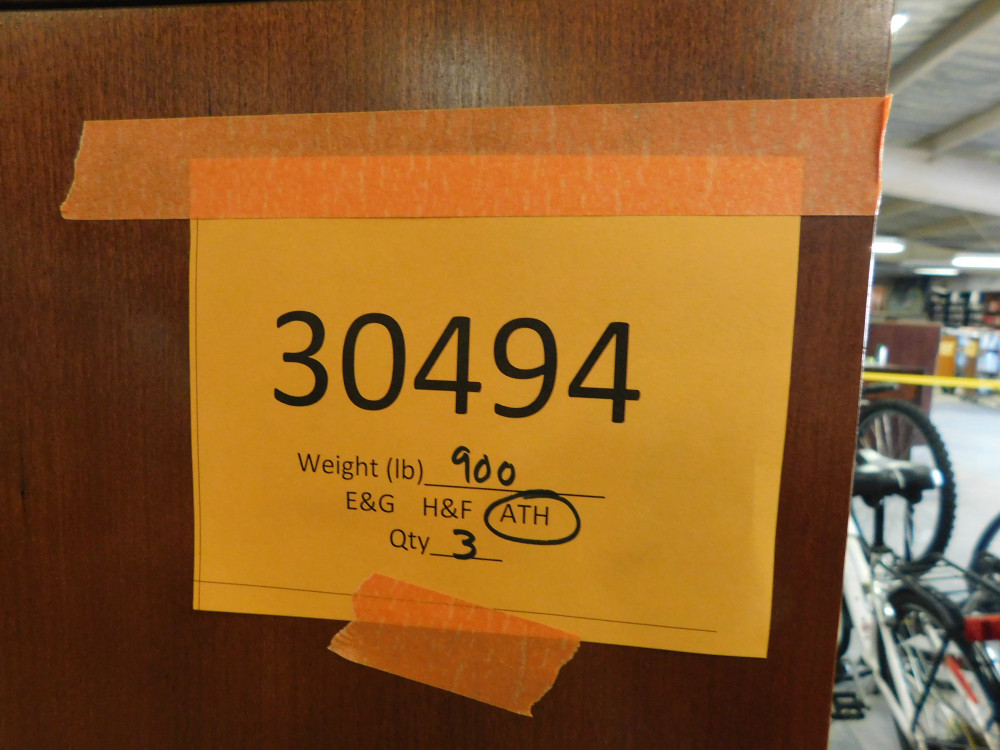 30494
Weight (lb) 900
E&G H&F ATH
Qty 3